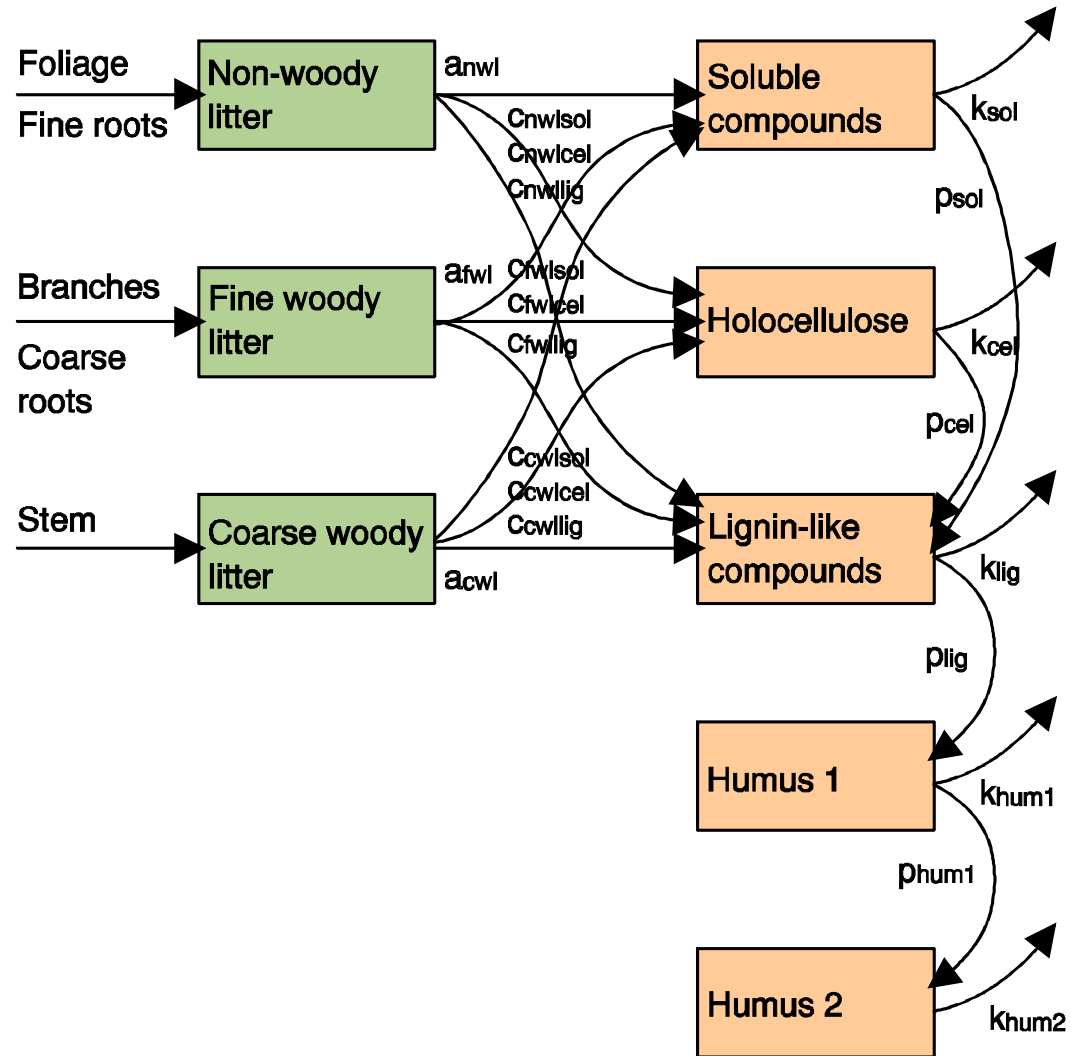 Foliage
Fine roots
Non-woody
litter
anwl
cnwlsol
cnwlcel
cnwllig
Soluble
compounds
ksol
psol
Branches
Coarse
roots
Fine woody
litter
afwl
cfwlsol
cfwlcel
cfwllig
Holocellulose
kcel
pcel
Stem
Coarse woody
litter
acwl
ccwlsol
ccwlcel
ccwllig
Lignin-like
compounds
klig
plig
Humus 1
khum1
phum1
Humus 2
khum2